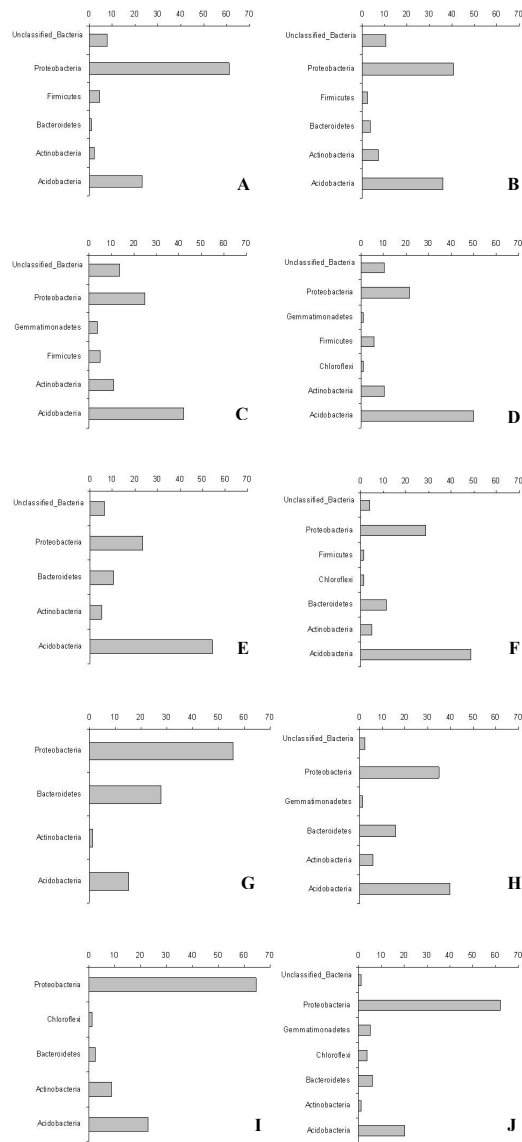 0 10 20 30 40 50 60 70
Unclassified_Bacteria
Proteobacteria
Firmicutes
Bacteroidetes
Actinobacteria
Acidobacteria
A
0 10 20 30 40 50 60 70
Unclassified_Bacteria
Proteobacteria
Firmicutes
Bacteroidetes
Actinobacteria
Acidobacteria
B
0 10 20 30 40 50 60 70
Unclassified_Bacteria
Proteobacteria
Gemmatimonadetes
Firmicutes
Actinobacteria
Acidobacteria
C
0 10 20 30 40 50 60 70
Unclassified_Bacteria
Proteobacteria
Gemmatimonadetes
Firmicutes
Chloroflexi
Actinobacteria
Acidobacteria
D
0 10 20 30 40 50 60 70
Unclassified_Bacteria
Proteobacteria
Bacteroidetes
Actinobacteria
Acidobacteria
E
0 10 20 30 40 50 60 70
Unclassified_Bacteria
Proteobacteria
Firmicutes
Chloroflexi
Bacteroidetes
Actinobacteria
Acidobacteria
F
0 10 20 30 40 50 60 70
Proteobacteria
Bacteroidetes
Actinobacteria
Acidobacteria
G
0 10 20 30 40 50 60 70
Unclassified_Bacteria
Proteobacteria
Gemmatimonadetes
Bacteroidetes
Actinobacteria
Acidobacteria
H
0 10 20 30 40 50 60 70
Proteobacteria
Chloroflexi
Bacteroidetes
Actinobacteria
Acidobacteria
I
0 10 20 30 40 50 60 70
Unclassified_Bacteria
Proteobacteria
Gemmatimonadetes
Chloroflexi
Bacteroidetes
Actinobacteria
Acidobacteria
J